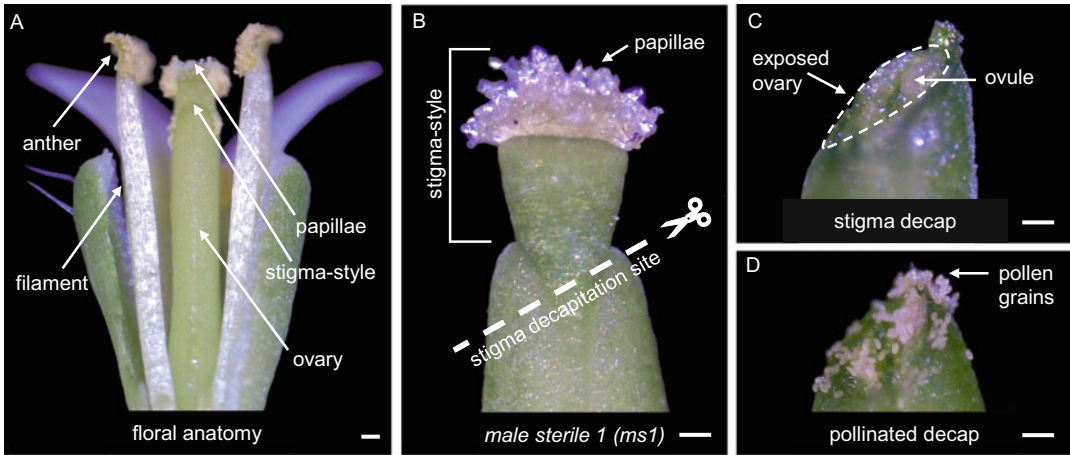 A
anther
filament
papillae
stigma-style
ovary
floral anatomy
B
papillae
stigma-style
stigma decapitation site
male sterile 1 (ms1)
C
exposed
ovary
ovule
stigma decap
D
pollen
grains
pollinated decap